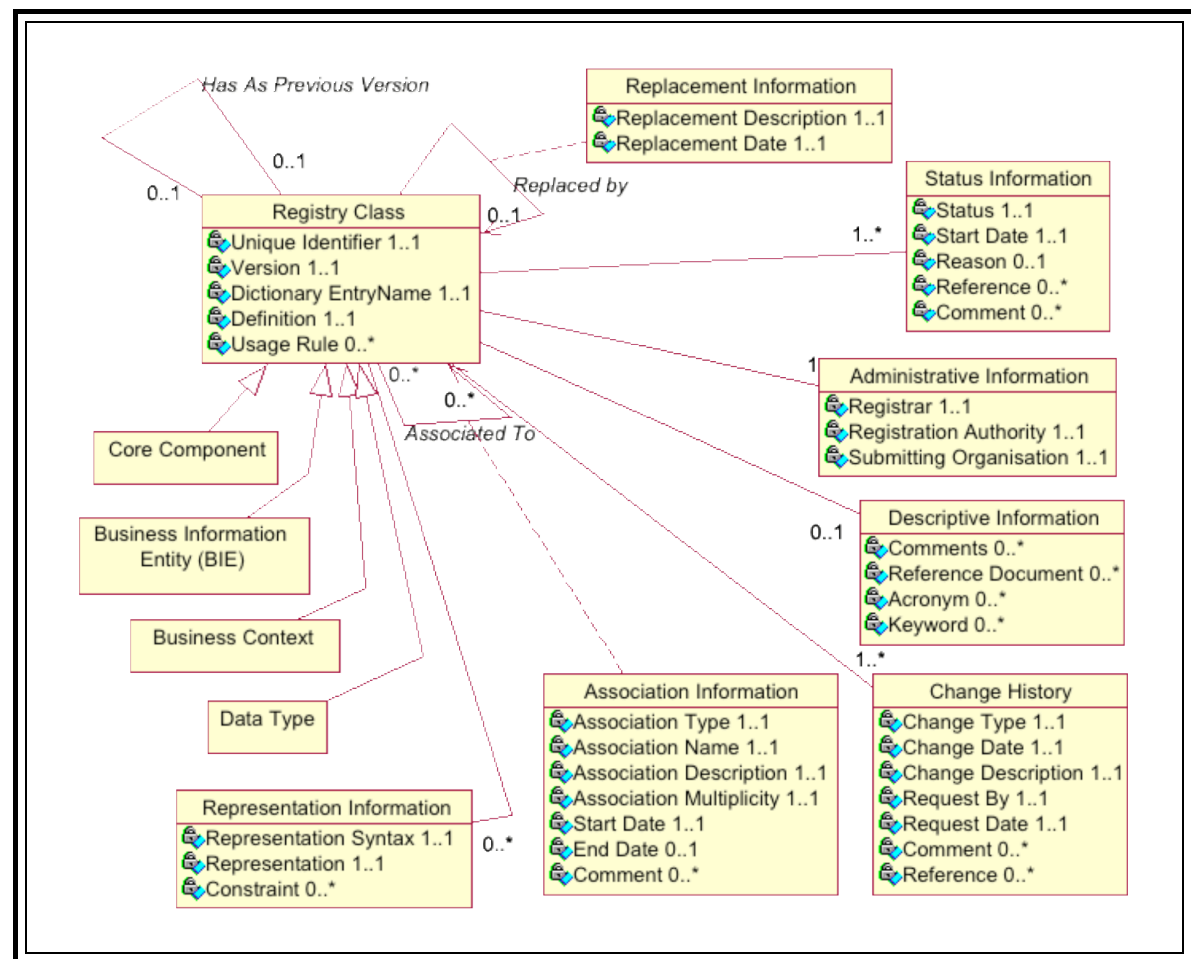 Has As Previous Version
0..1
0..1
Replacement Information
Replacement Description 1..1
Replacement Date 1..1
Replaced by
0..1
Registry Class
Unique Identifier 1..1
Version 1..1
Dictionary EntryName 1..1
Definition 1..1
Usage Rule 0..*
Status Information
Status 1..1
Start Date 1..1
Reason 0..1
Reference 0..*
Comment 0..*
1..*
Administrative Information
Registrar 1..1
Registration Authority 1..1
Submitting Organisation 1..1
1
0..*
0..*
Associated To
Core Component
Business Information
Entity (BIE)
Business Context
Data Type
Descriptive Information
Comments 0..*
Reference Document 0..*
Acronym 0..*
Keyword 0..*
0..1
Representation Information
Representation Syntax 1..1
Representation 1..1
Constraint 0..*
0..*
Association Information
Association Type 1..1
Association Name 1..1
Association Description 1..1
Association Multiplicity 1..1
Start Date 1..1
End Date 0..1
Comment 0..*
1..*
Change History
Change Type 1..1
Change Date 1..1
Change Description 1..1
Request By 1..1
Request Date 1..1
Comment 0..*
Reference 0..*